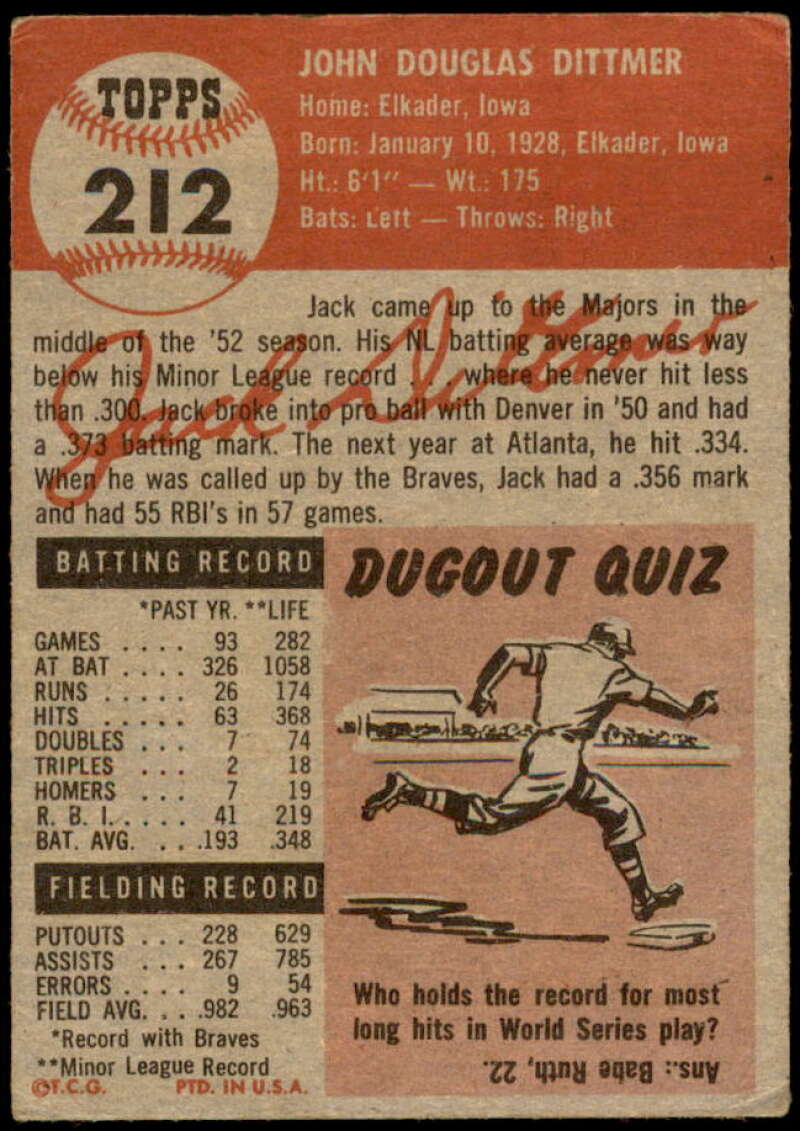 TOPPS
212
JOHN DOUGLAS DITTMER
Home: Elkader, Iowa
Born: January 10, 1928, Elkader, Iowa
Ht.: 6'1" — Wt.: 175
Bats: Left — Throws: Right
Jack came up to the Majors in the
middle of the '52 season. His NL batting average was way
below his Minor League record . . . where he never hit less
than .300. Jack broke into pro ball with Denver in '50 and had
a .373 batting mark. The next year at Atlanta, he hit .334.
When he was called up by the Braves, Jack had a .356 mark
and had 55 RBI's in 57 games.
Jack Dittmer
BATTING RECORD
*PAST YR. **LIFE
GAMES . . . . 93 282
AT BAT . . . . 326 1058
RUNS . . . . . 26 174
HITS . . . . . 63 368
DOUBLES . . . 7 74
TRIPLES . . . 2 18
HOMERS . . . 7 19
R. B. I. . . . . 41 219
BAT. AVG. . . .193 .348
FIELDING RECORD
PUTOUTS . . . 228 629
ASSISTS . . . 267 785
ERRORS . . . . 9 54
FIELD AVG. . . .982 .963
*Record with Braves
**Minor League Record
©T.C.G. PTD. IN U.S.A.
DUGOUT QUIZ
Who holds the record for most
long hits in World Series play?
Ans.: Babe Ruth, 22.